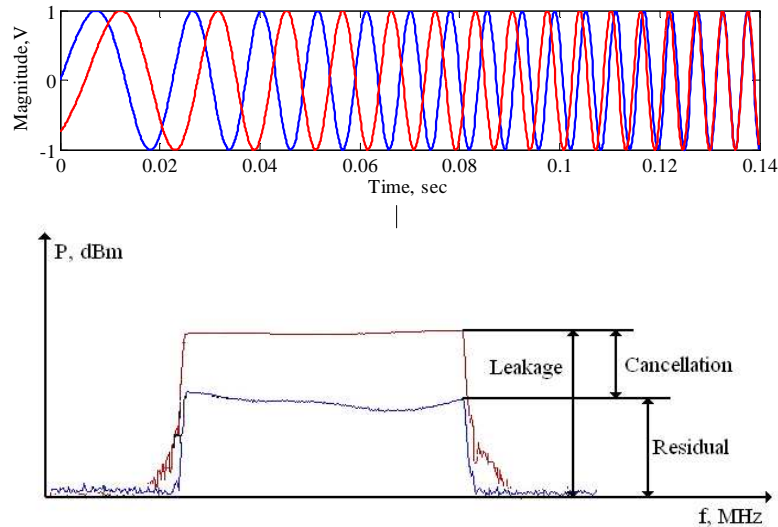 Magnitude,V
1
0
-1
0 0.02 0.04 0.06 0.08 0.1 0.12 0.14
Time, sec
P, dBm
Leakage
Cancellation
Residual
f, MHz